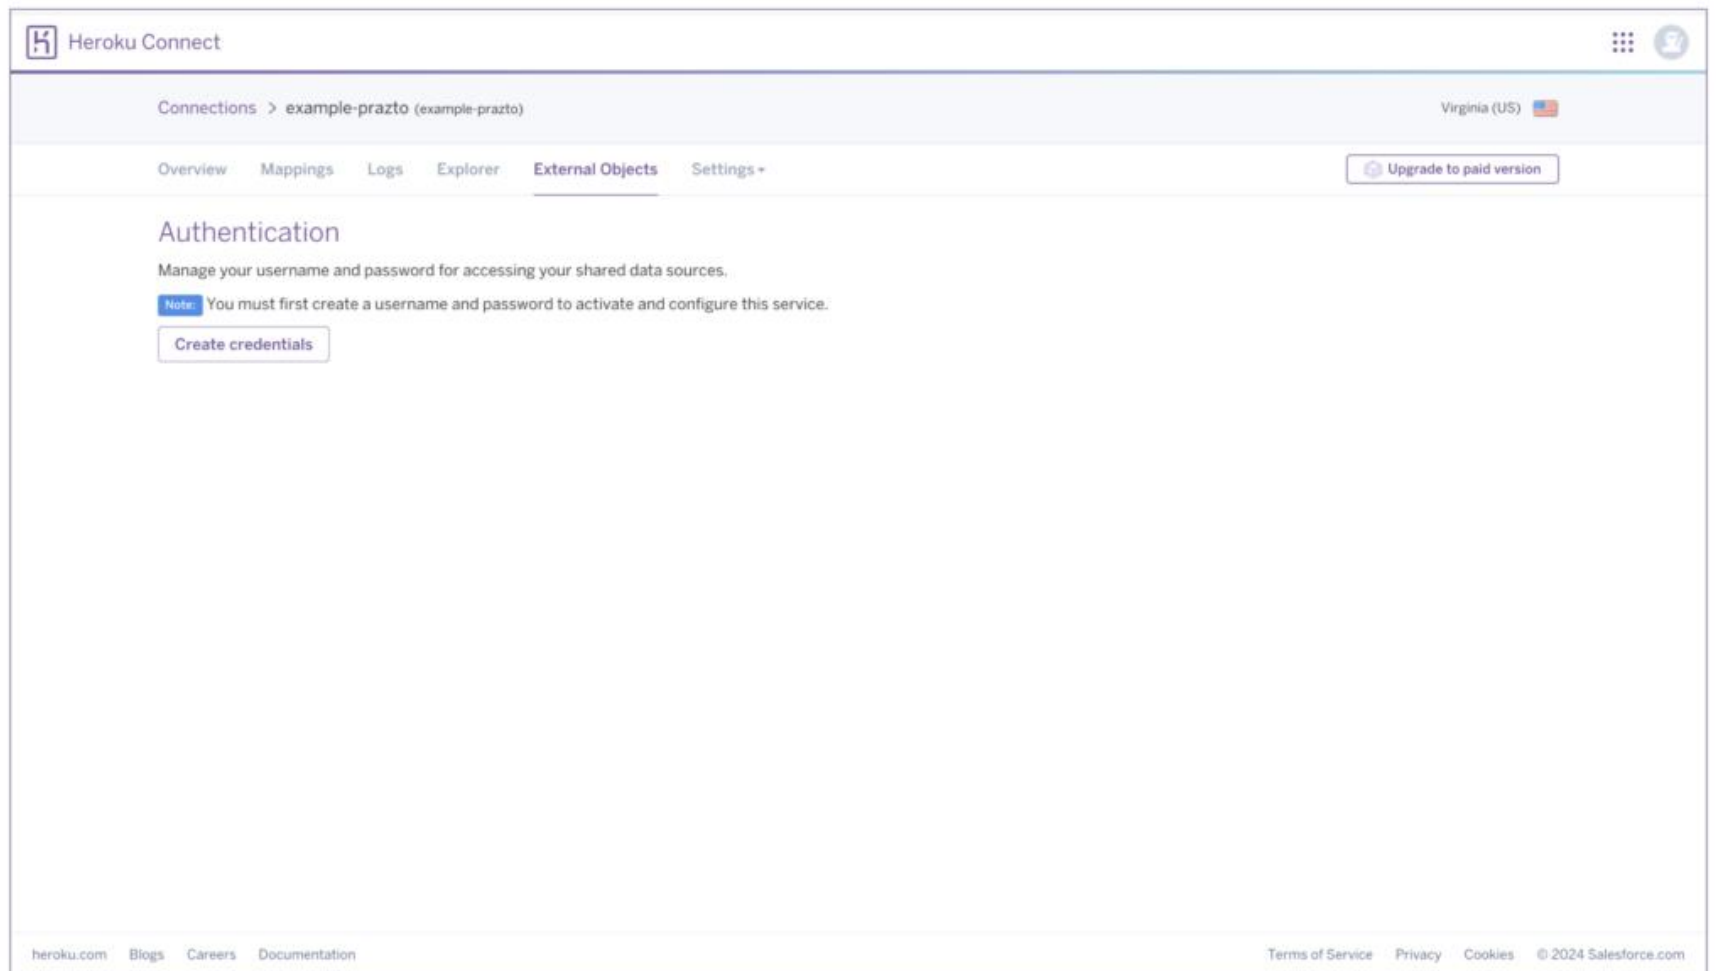 Heroku Connect
Connections > example-prazto (example-prazto) Virginia (US)
Overview Mappings Logs Explorer External Objects Settings Upgrade to paid version
Authentication
Manage your username and password for accessing your shared data sources.
Note: You must first create a username and password to activate and configure this service.
Create credentials
heroku.com Blogs Careers Documentation Terms of Service Privacy Cookies © 2024 Salesforce.com